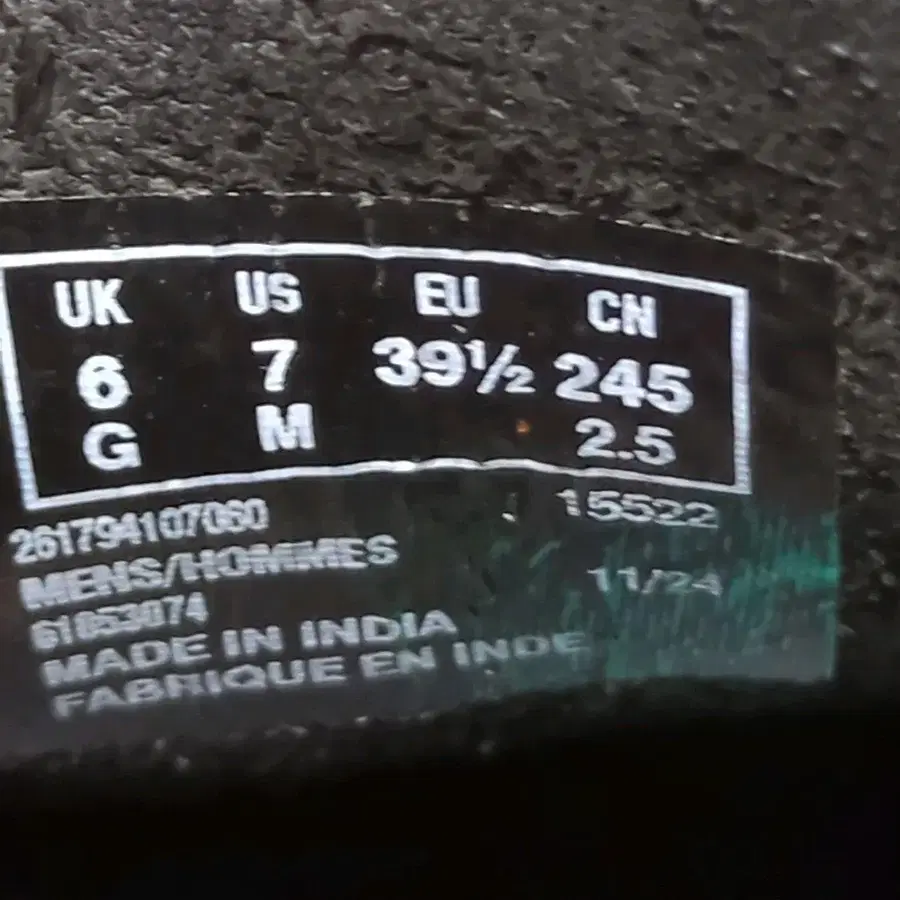 UK US EU CN
6 7 39½ 245
G M 2.5
261794107060 15522
MENS/HOMMES 11/24
61853074
MADE IN INDIA
FABRIQUE EN INDE